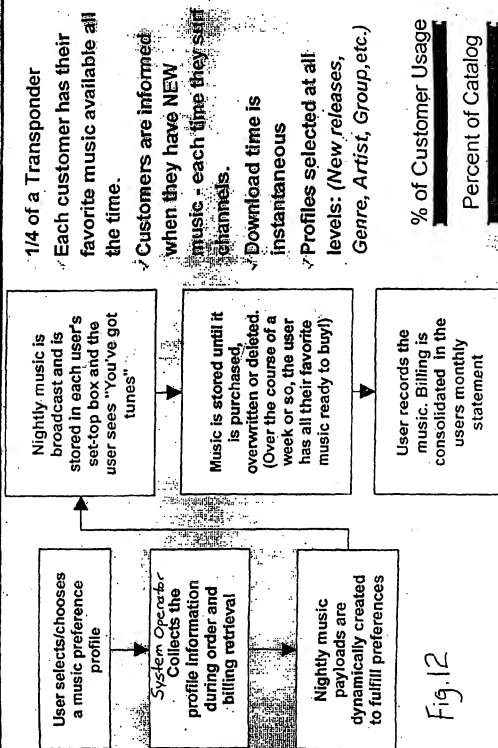 User selects/chooses
a music preference
profile
System Operator
Collects the
profile information
during order and
billing retrieval
Nightly music
payloads are
dynamically created
to fulfill preferences
Nightly music is
broadcast and is
stored in each user's
set-top box and the
user sees "You've got
tunes"
Music is stored until it
is purchased,
overwritten or deleted.
(Over the course of a
week or so, the user
has all their favorite
music ready to buy!)
User records the
music. Billing is
consolidated in the
users monthly
statement
1/4 of a Transponder
✓ Each customer has their
favorite music available all
the time.
✓ Customers are informed
when they have NEW
music - each time they surf
channels.
✓ Download time is
instantaneous
✓ Profiles selected at all
levels: (New releases,
Genre, Artist, Group,etc.)
% of Customer Usage
Percent of Catalog
Fig. 12